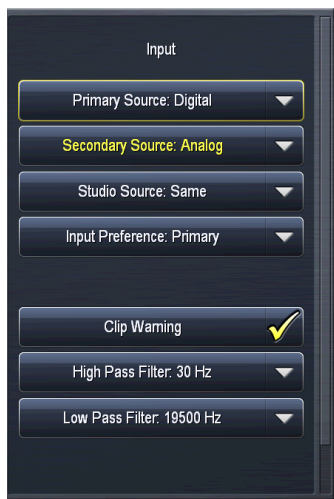 Input
Primary Source: Digital
Secondary Source: Analog
Studio Source: Same
Input Preference: Primary
Clip Warning
High Pass Filter: 30 Hz
Low Pass Filter: 19500 Hz